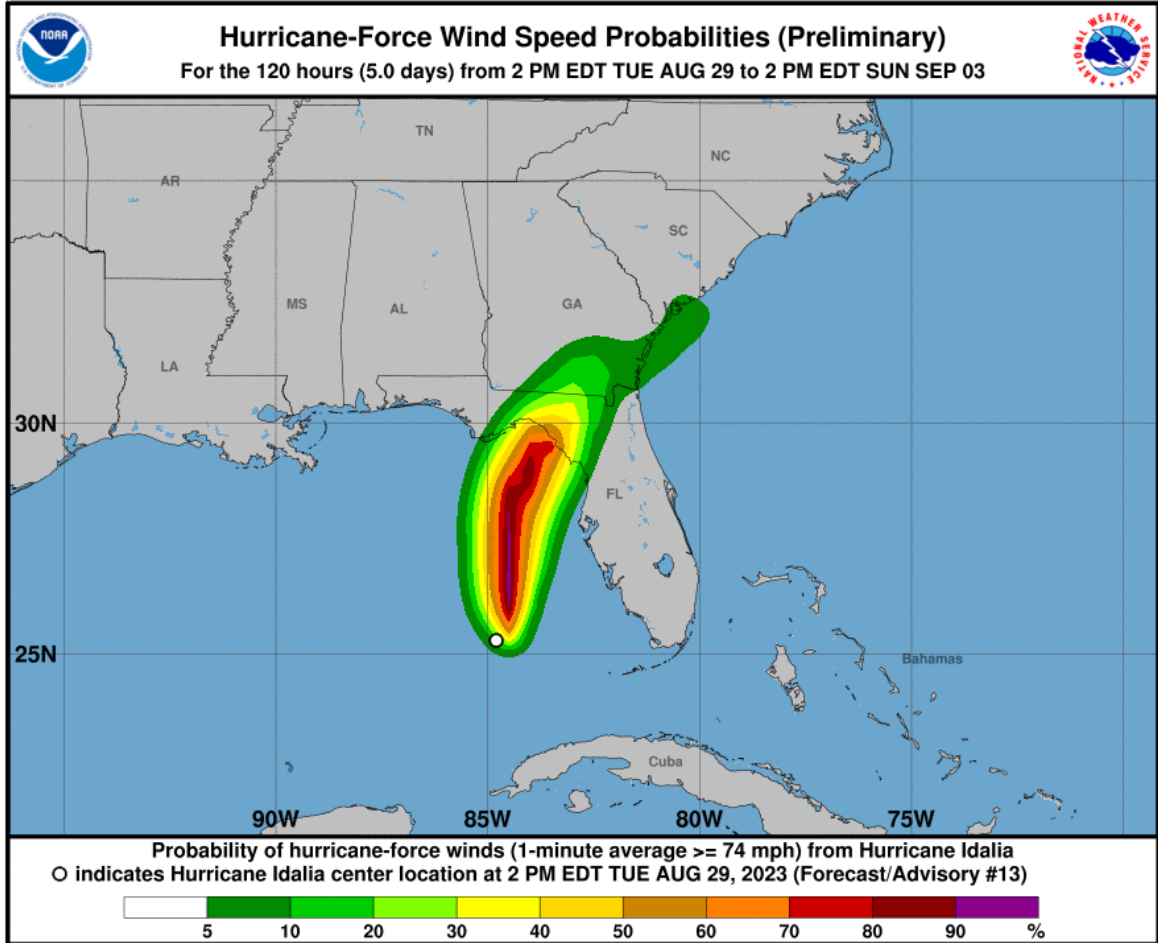 NOAA
Hurricane-Force Wind Speed Probabilities (Preliminary)
For the 120 hours (5.0 days) from 2 PM EDT TUE AUG 29 to 2 PM EDT SUN SEP 03
NATIONAL WEATHER SERVICE
TN
NC
AR
SC
MS
AL
GA
LA
30N
FL
25N
Bahamas
Cuba
90W 85W 80W 75W
Probability of hurricane-force winds (1-minute average >= 74 mph) from Hurricane Idalia
indicates Hurricane Idalia center location at 2 PM EDT TUE AUG 29, 2023 (Forecast/Advisory #13)
5 10 20 30 40 50 60 70 80 90 %